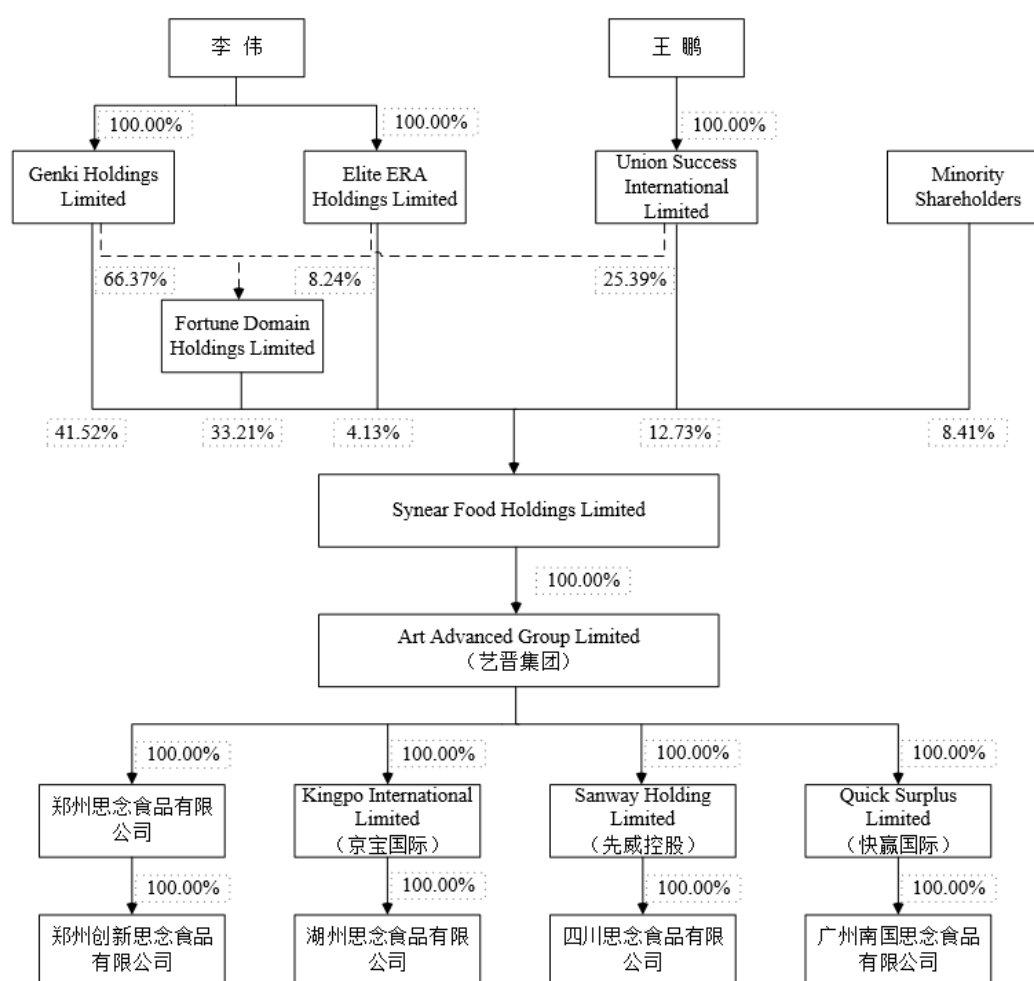 李 伟
王 鹏
100.00%
100.00%
100.00%
Genki Holdings
Limited
Elite ERA
Holdings Limited
Union Success
International
Limited
Minority
Shareholders
66.37%
8.24%
25.39%
Fortune Domain
Holdings Limited
41.52%
33.21%
4.13%
12.73%
8.41%
Synear Food Holdings Limited
100.00%
Art Advanced Group Limited
（艺晋集团）
100.00%
100.00%
100.00%
100.00%
郑州思念食品有限
公司
Kingpo International
Limited
（京宝国际）
Sanway Holding
Limited
（先威控股）
Quick Surplus
Limited
（快赢国际）
100.00%
100.00%
100.00%
100.00%
郑州创新思念食品
有限公司
湖州思念食品有限
公司
四川思念食品有限
公司
广州南国思念食品
有限公司